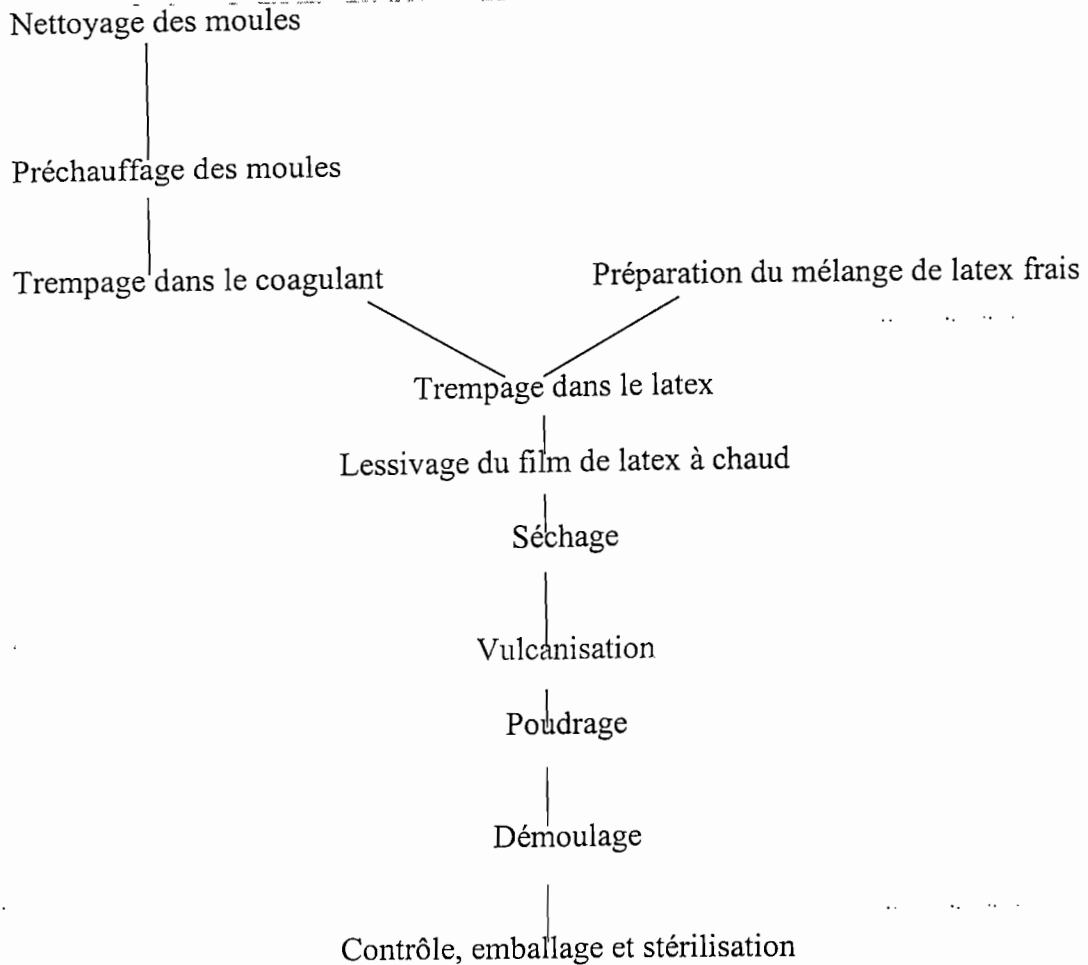 Nettoyage des moules
Préchauffage des moules
Trempage dans le coagulant
Préparation du mélange de latex frais
Trempage dans le latex
Lessivage du film de latex à chaud
Séchage
Vulcanisation
Poudrage
Démoulage
Contrôle, emballage et stérilisation